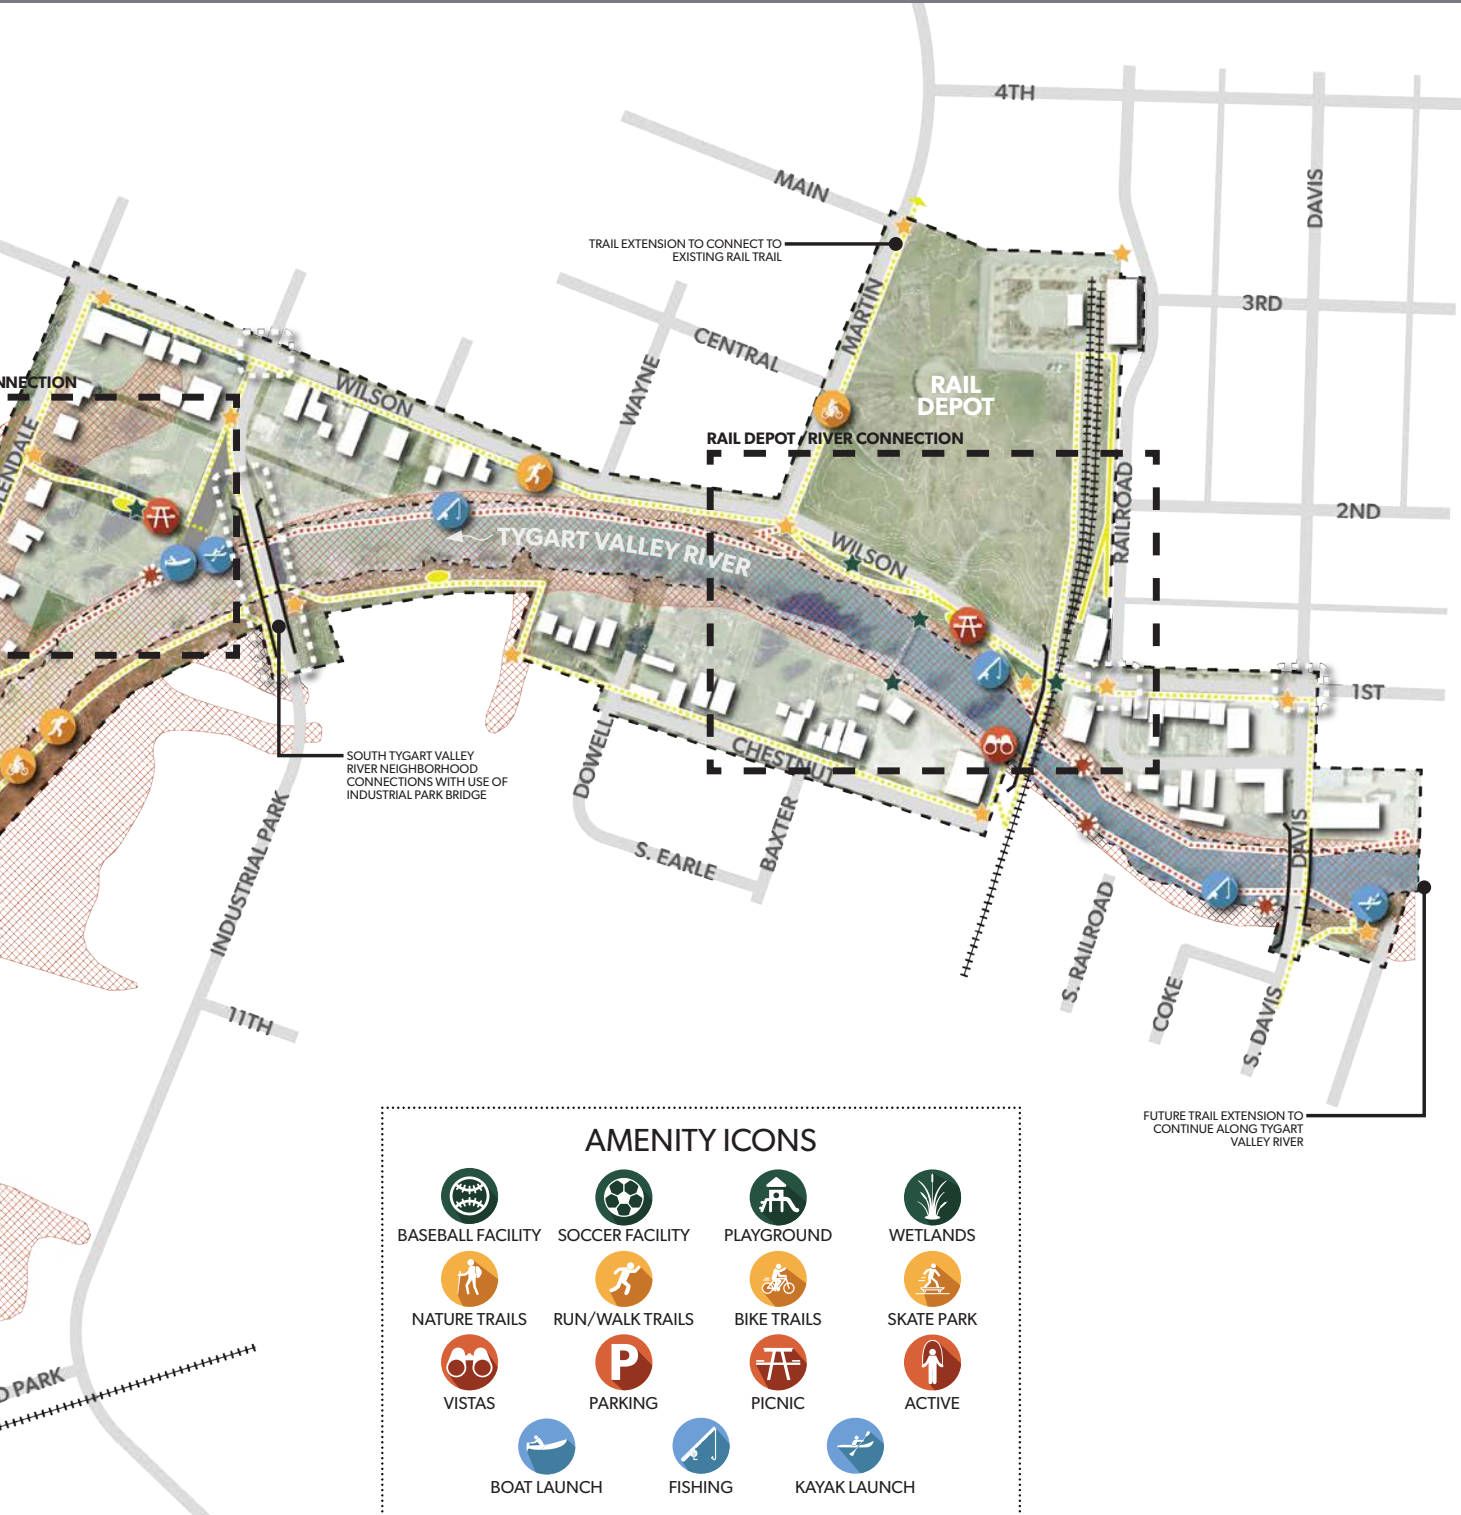 4TH
MAIN
DAVIS
TRAIL EXTENSION TO CONNECT TO
EXISTING RAIL TRAIL
MARTIN
3RD
CENTRAL
WAYNE
WILSON
RAIL
DEPOT
RAIL DEPOT / RIVER CONNECTION
RAILROAD
2ND
TYGART VALLEY RIVER
WILSON
1ST
SOUTH TYGART VALLEY
RIVER NEIGHBORHOOD
CONNECTIONS WITH USE OF
INDUSTRIAL PARK BRIDGE
DOWELL
CHESTNUT
BAXTER
S. EARLE
DAVIS
INDUSTRIAL PARK
S. RAILROAD
COKE
S. DAVIS
11TH
FUTURE TRAIL EXTENSION TO
CONTINUE ALONG TYGART
VALLEY RIVER
AMENITY ICONS
BASEBALL FACILITY
SOCCER FACILITY
PLAYGROUND
WETLANDS
NATURE TRAILS
RUN/WALK TRAILS
BIKE TRAILS
SKATE PARK
VISTAS
P
PARKING
PICNIC
ACTIVE
BOAT LAUNCH
FISHING
KAYAK LAUNCH
PARK